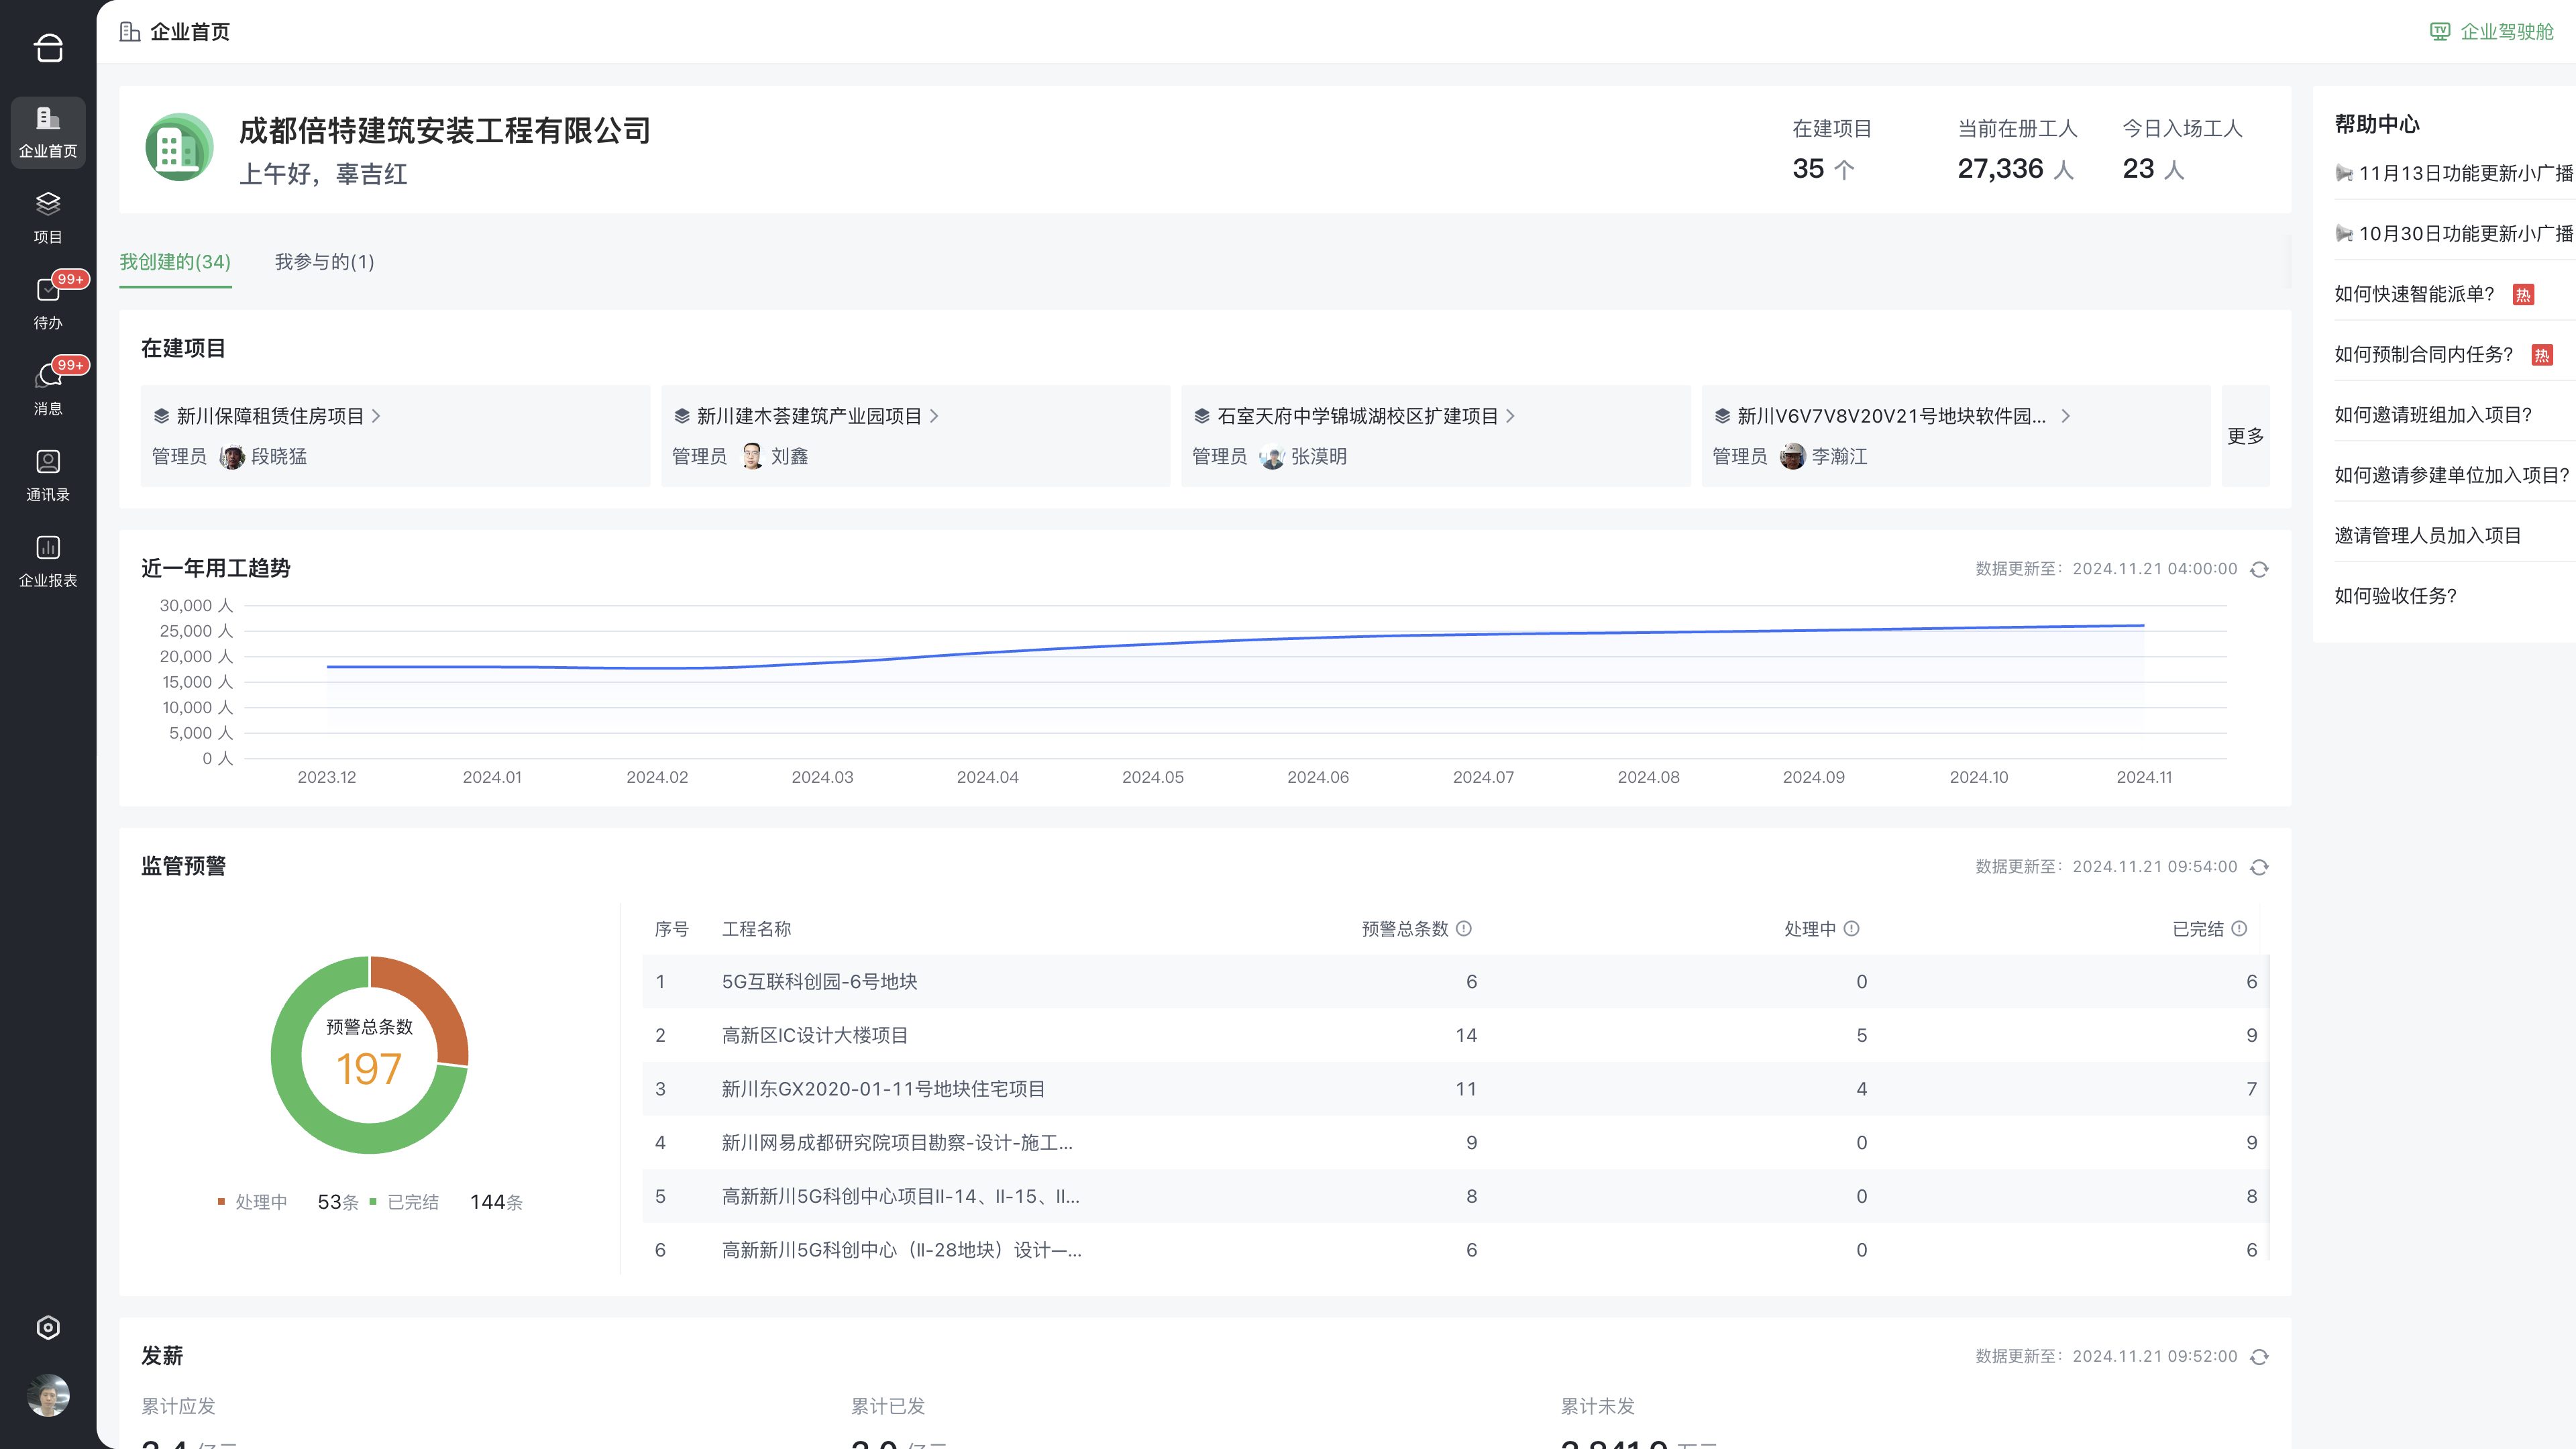 企业首页
企业驾驶舱
企业首页
项目
99+
待办
99+
消息
通讯录
企业报表
成都倍特建筑安装工程有限公司
上午好，辜吉红
在建项目
35 个
当前在册工人
27,336 人
今日入场工人
23 人
我创建的(34)
我参与的(1)
在建项目
新川保障租赁住房项目
管理员 段晓猛
新川建木荟建筑产业园项目
管理员 刘鑫
石室天府中学锦城湖校区扩建项目
管理员 张漠明
新川V6V7V8V20V21号地块软件园...
管理员 李瀚江
更多
近一年用工趋势
数据更新至：2024.11.21 04:00:00
30,000 人
25,000 人
20,000 人
15,000 人
10,000 人
5,000 人
0 人
2023.12 2024.01 2024.02 2024.03 2024.04 2024.05 2024.06 2024.07 2024.08 2024.09 2024.10 2024.11
监管预警
数据更新至：2024.11.21 09:54:00
预警总条数
197
处理中 53条 已完结 144条
序号 工程名称 预警总条数 处理中 已完结
1 5G互联科创园-6号地块 6 0 6
2 高新区IC设计大楼项目 14 5 9
3 新川东GX2020-01-11号地块住宅项目 11 4 7
4 新川网易成都研究院项目勘察-设计-施工... 9 0 9
5 高新新川5G科创中心项目II-14、II-15、II... 8 0 8
6 高新新川5G科创中心（II-28地块）设计—... 6 0 6
发薪
数据更新至：2024.11.21 09:52:00
累计应发
累计已发
累计未发
帮助中心
11月13日功能更新小广播
10月30日功能更新小广播
如何快速智能派单? 热
如何预制合同内任务? 热
如何邀请班组加入项目?
如何邀请参建单位加入项目?
邀请管理人员加入项目
如何验收任务?